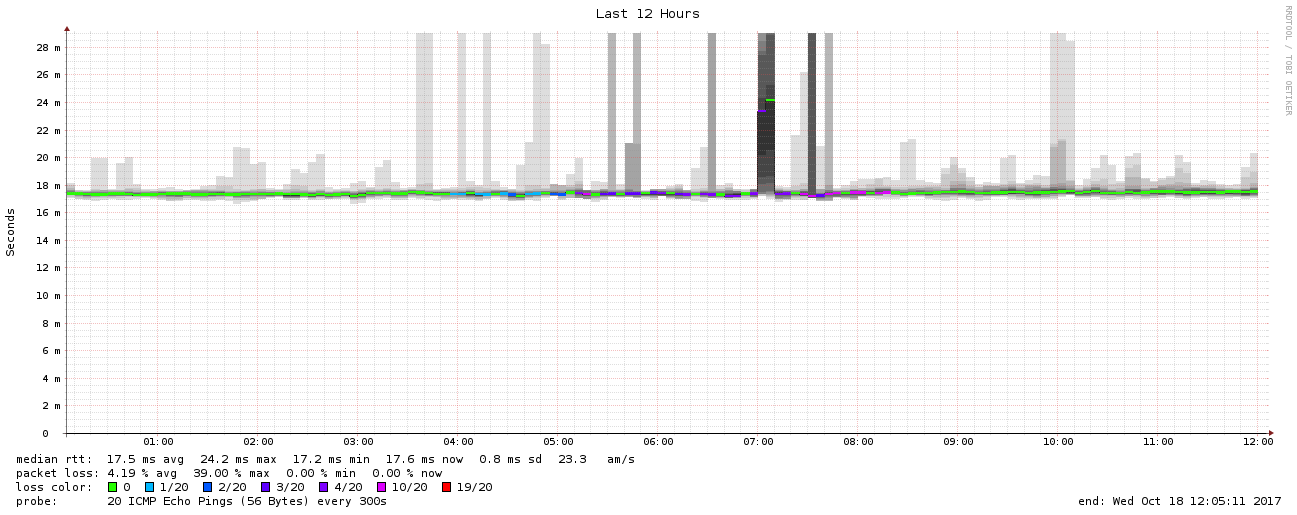 Last 12 Hours
RRDTOOL / TOBI OETIKER
Seconds
28 m
26 m
24 m
22 m
20 m
18 m
16 m
14 m
12 m
10 m
8 m
6 m
4 m
2 m
0
01:00 02:00 03:00 04:00 05:00 06:00 07:00 08:00 09:00 10:00 11:00 12:00
median rtt: 17.5 ms avg 24.2 ms max 17.2 ms min 17.6 ms now 0.8 ms sd 23.3 am/s
packet loss: 4.19 % avg 39.00 % max 0.00 % min 0.00 % now
loss color: 0 1/20 2/20 3/20 4/20 10/20 19/20
probe: 20 ICMP Echo Pings (56 Bytes) every 300s end: Wed Oct 18 12:05:11 2017